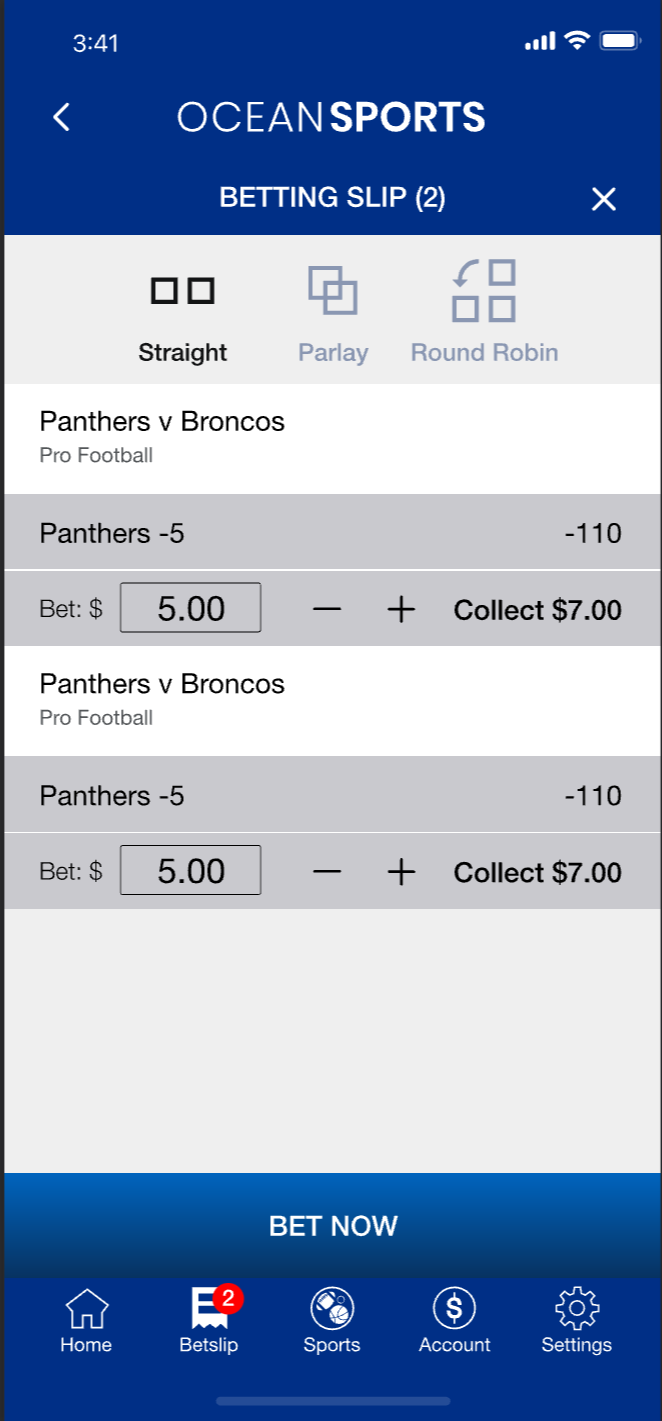 3:41
OCEANSPORTS
BETTING SLIP (2)
Straight Parlay Round Robin
Panthers v Broncos
Pro Football
Panthers -5 -110
Bet: $ 5.00 — + Collect $7.00
Panthers v Broncos
Pro Football
Panthers -5 -110
Bet: $ 5.00 — + Collect $7.00
BET NOW
2
Home Betslip Sports Account Settings